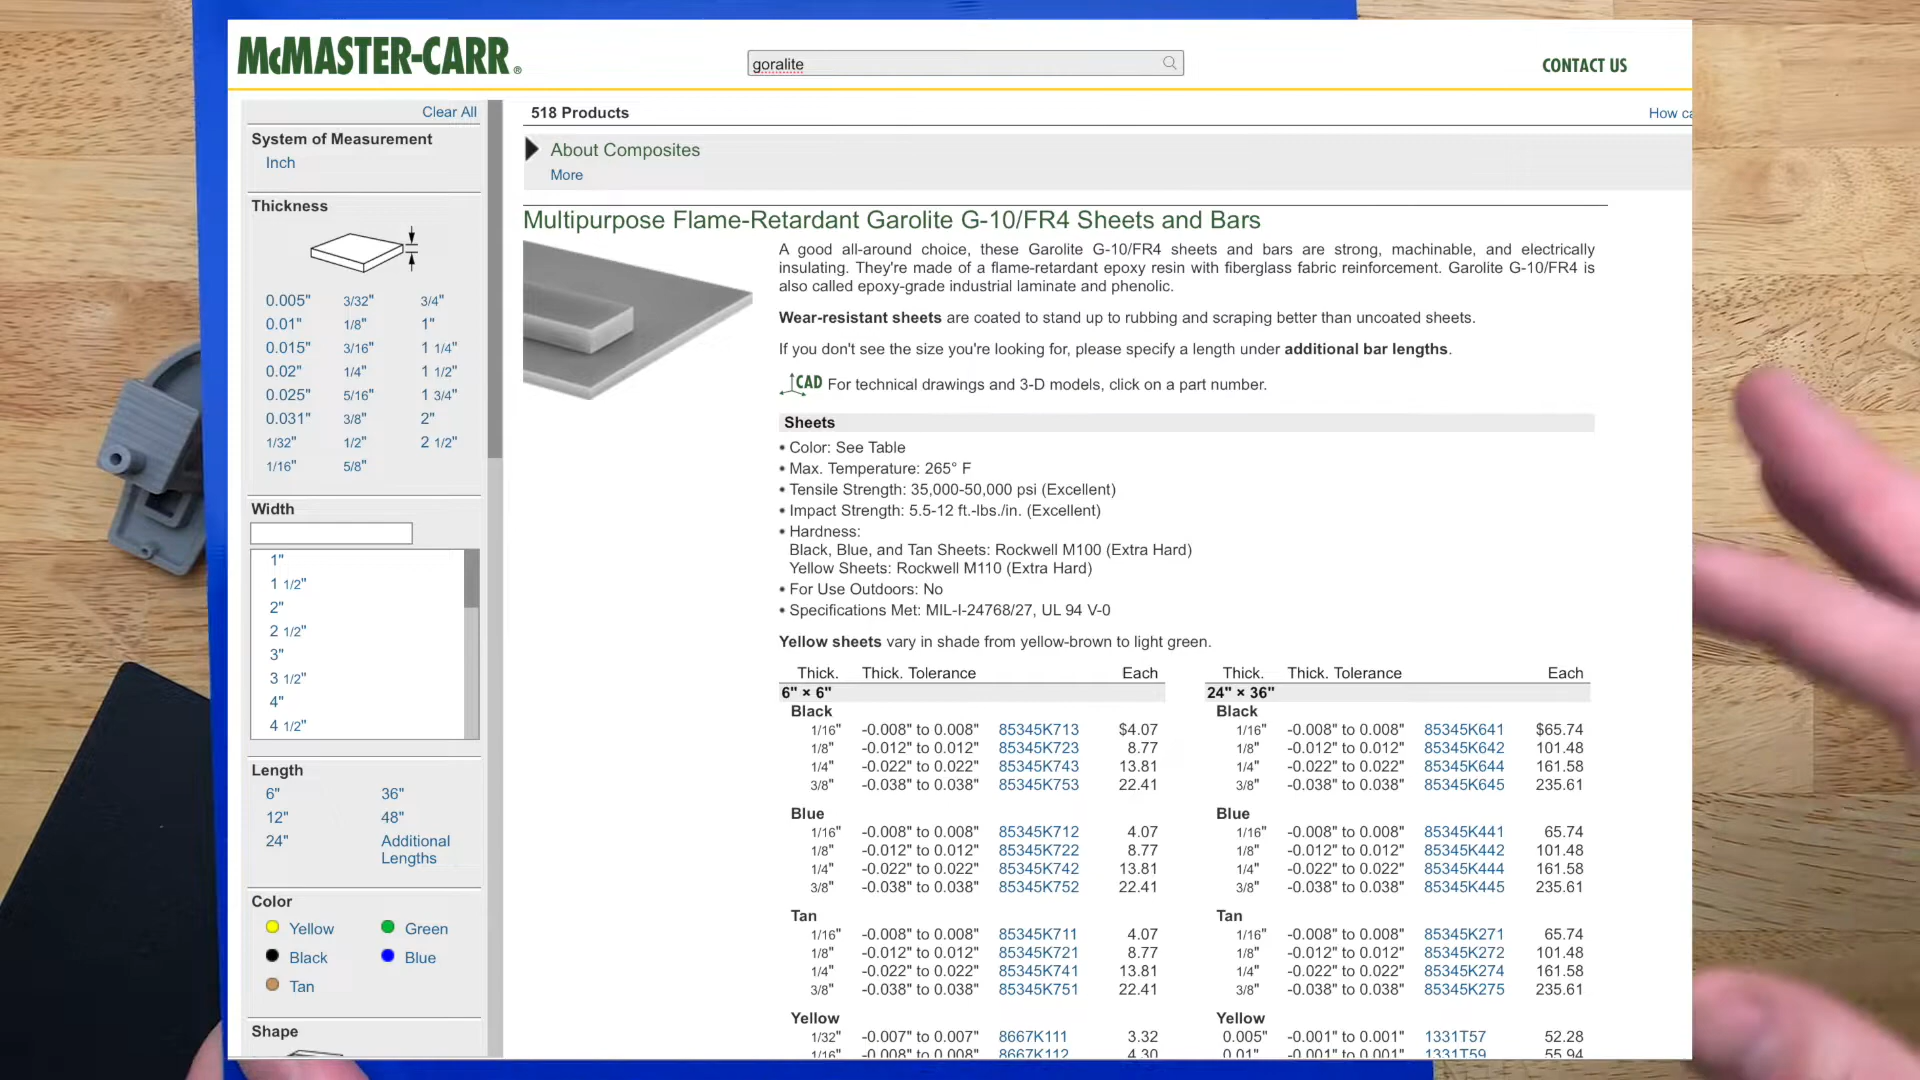 McMASTER-CARR®
goralite
CONTACT US
Clear All
System of Measurement
Inch
Thickness
0.005" 3/32" 3/4"
0.01" 1/8" 1"
0.015" 3/16" 1 1/4"
0.02" 1/4" 1 1/2"
0.025" 5/16" 1 3/4"
0.031" 3/8" 2"
1/32" 1/2" 2 1/2"
1/16" 5/8"
Width
1"
1 1/2"
2"
2 1/2"
3"
3 1/2"
4"
4 1/2"
Length
6" 36"
12" 48"
24" Additional
Lengths
Color
Yellow Green
Black Blue
Tan
Shape
518 Products
How ca
About Composites
More
Multipurpose Flame-Retardant Garolite G-10/FR4 Sheets and Bars
A good all-around choice, these Garolite G-10/FR4 sheets and bars are strong, machinable, and electrically
insulating. They're made of a flame-retardant epoxy resin with fiberglass fabric reinforcement. Garolite G-10/FR4 is
also called epoxy-grade industrial laminate and phenolic.
Wear-resistant sheets are coated to stand up to rubbing and scraping better than uncoated sheets.
If you don't see the size you're looking for, please specify a length under additional bar lengths.
CAD For technical drawings and 3-D models, click on a part number.
Sheets
• Color: See Table
• Max. Temperature: 265° F
• Tensile Strength: 35,000-50,000 psi (Excellent)
• Impact Strength: 5.5-12 ft.-lbs./in. (Excellent)
• Hardness:
Black, Blue, and Tan Sheets: Rockwell M100 (Extra Hard)
Yellow Sheets: Rockwell M110 (Extra Hard)
• For Use Outdoors: No
• Specifications Met: MIL-I-24768/27, UL 94 V-0
Yellow sheets vary in shade from yellow-brown to light green.
Thick. Thick. Tolerance Each
6" × 6"
Black
1/16" -0.008" to 0.008" 85345K713 $4.07
1/8" -0.012" to 0.012" 85345K723 8.77
1/4" -0.022" to 0.022" 85345K743 13.81
3/8" -0.038" to 0.038" 85345K753 22.41
Blue
1/16" -0.008" to 0.008" 85345K712 4.07
1/8" -0.012" to 0.012" 85345K722 8.77
1/4" -0.022" to 0.022" 85345K742 13.81
3/8" -0.038" to 0.038" 85345K752 22.41
Tan
1/16" -0.008" to 0.008" 85345K711 4.07
1/8" -0.012" to 0.012" 85345K721 8.77
1/4" -0.022" to 0.022" 85345K741 13.81
3/8" -0.038" to 0.038" 85345K751 22.41
Yellow
1/32" -0.007" to 0.007" 8667K111 3.32
1/16" -0.008" to 0.008" 8667K112 4.30
Thick. Thick. Tolerance Each
24" × 36"
Black
1/16" -0.008" to 0.008" 85345K641 $65.74
1/8" -0.012" to 0.012" 85345K642 101.48
1/4" -0.022" to 0.022" 85345K644 161.58
3/8" -0.038" to 0.038" 85345K645 235.61
Blue
1/16" -0.008" to 0.008" 85345K441 65.74
1/8" -0.012" to 0.012" 85345K442 101.48
1/4" -0.022" to 0.022" 85345K444 161.58
3/8" -0.038" to 0.038" 85345K445 235.61
Tan
1/16" -0.008" to 0.008" 85345K271 65.74
1/8" -0.012" to 0.012" 85345K272 101.48
1/4" -0.022" to 0.022" 85345K274 161.58
3/8" -0.038" to 0.038" 85345K275 235.61
Yellow
0.005" -0.001" to 0.001" 1331T57 52.28
0.01" -0.001" to 0.001" 1331T59 55.94